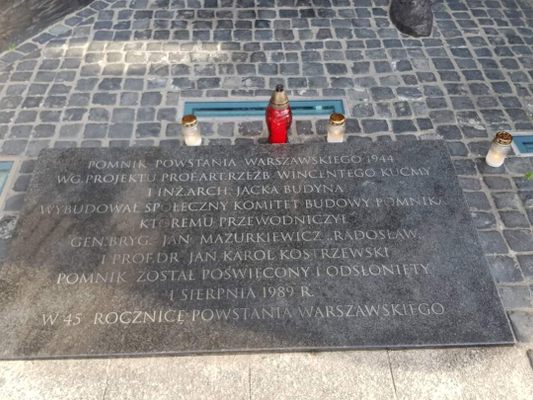 POMNIK POWSTANIA WARSZAWSKIEGO 1944
WG.PROJEKTU PROF.ART.RZEŹB WINCENTEGO KUĆMY
I INŻ.ARCH. JACKA BUDYNA
WYBUDOWAŁ SPOŁECZNY KOMITET BUDOWY POMNIKA
KTÓREMU PRZEWODNICZYŁ
GEN.BRYG. JAN MAZURKIEWICZ „RADOSŁAW"
I PROF.DR JAN KAROL KOSTRZEWSKI
POMNIK ZOSTAŁ POŚWIĘCONY I ODSŁONIĘTY
1 SIERPNIA 1989 R.
W 45 ROCZNICĘ POWSTANIA WARSZAWSKIEGO